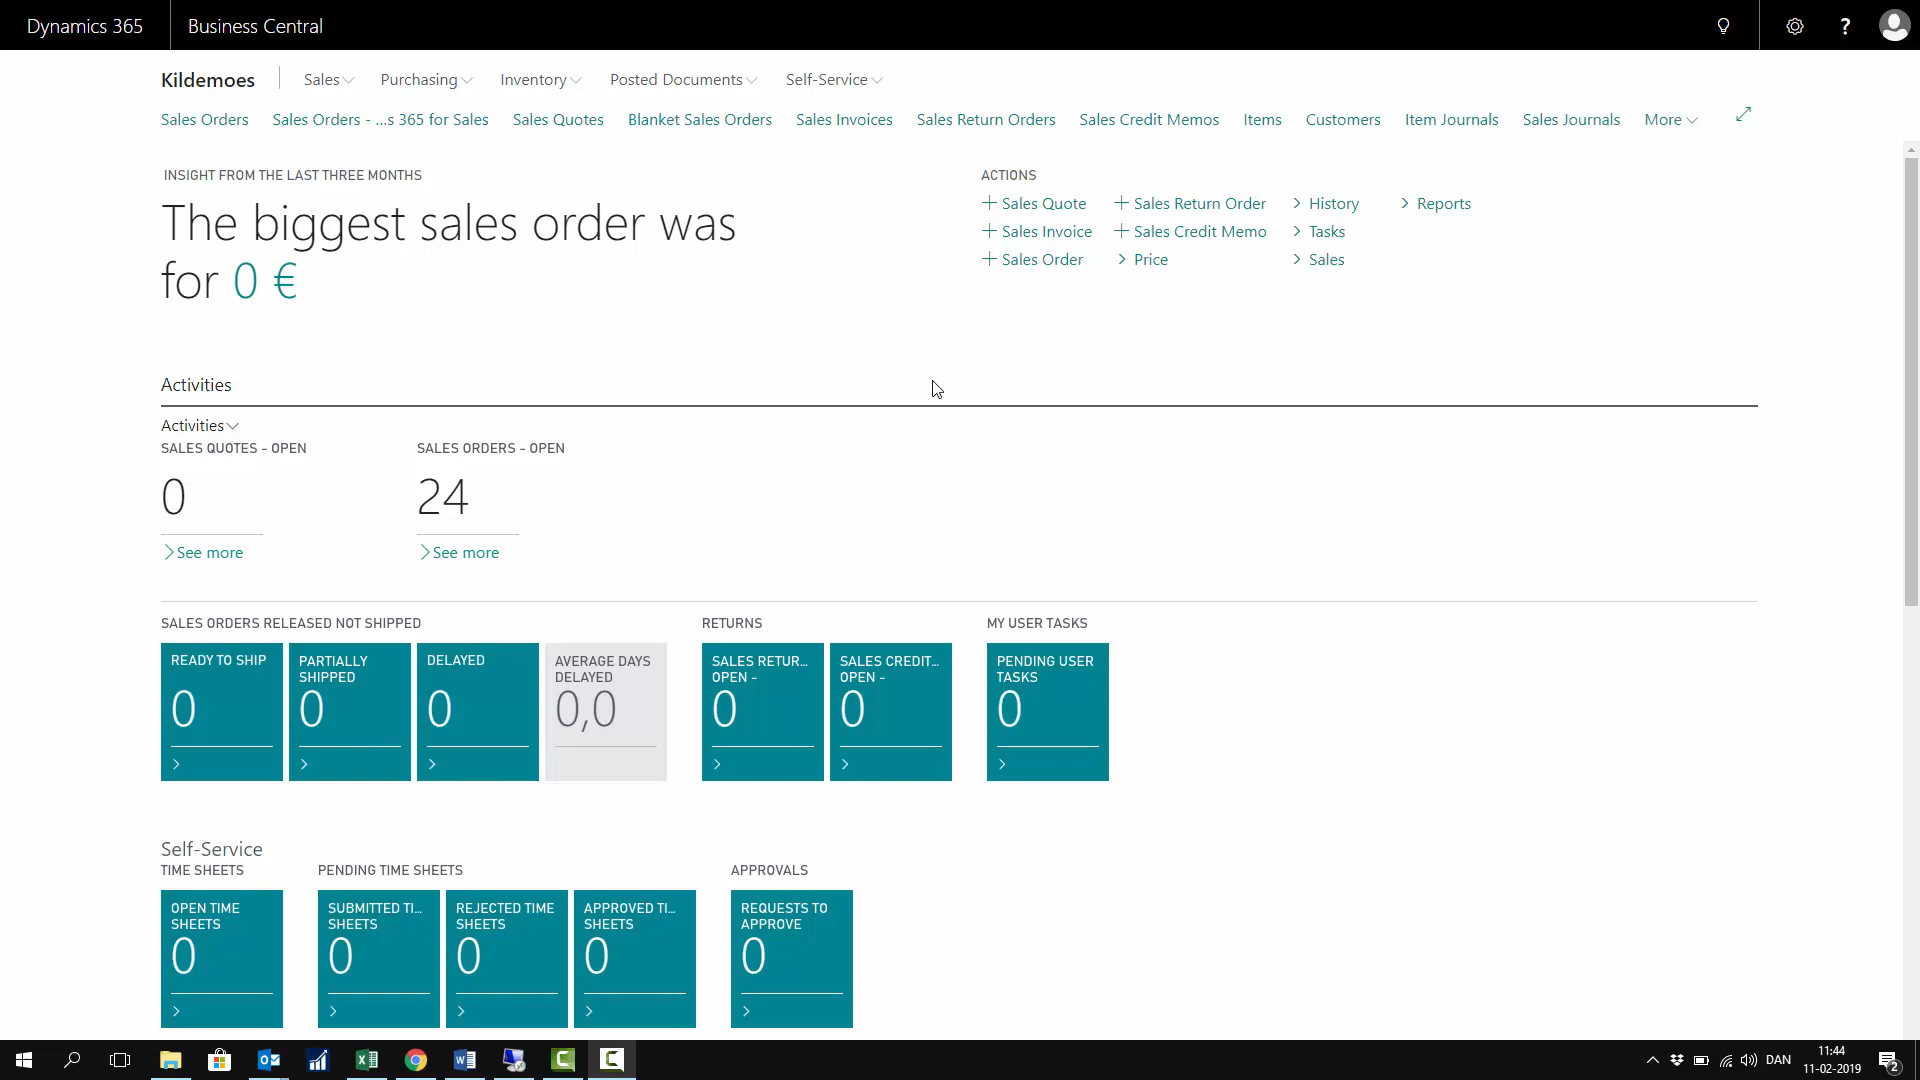 Dynamics 365 Business Central
?
Kildemoes Sales Purchasing Inventory Posted Documents Self-Service
Sales Orders Sales Orders - ...s 365 for Sales Sales Quotes Blanket Sales Orders Sales Invoices Sales Return Orders Sales Credit Memos Items Customers Item Journals Sales Journals More
INSIGHT FROM THE LAST THREE MONTHS
The biggest sales order was
for 0 €
ACTIONS
+ Sales Quote + Sales Return Order > History > Reports
+ Sales Invoice + Sales Credit Memo > Tasks
+ Sales Order > Price > Sales
Activities
Activities
SALES QUOTES - OPEN SALES ORDERS - OPEN
0 24
> See more > See more
SALES ORDERS RELEASED NOT SHIPPED
READY TO SHIP
0
PARTIALLY
SHIPPED
0
DELAYED
0
AVERAGE DAYS
DELAYED
0,0
RETURNS
SALES RETUR...
OPEN -
0
SALES CREDIT...
OPEN -
0
MY USER TASKS
PENDING USER
TASKS
0
Self-Service
TIME SHEETS
OPEN TIME
SHEETS
0
PENDING TIME SHEETS
SUBMITTED TI...
SHEETS
0
REJECTED TIME
SHEETS
0
APPROVED TI...
SHEETS
0
APPROVALS
REQUESTS TO
APPROVE
0
DAN
11:44
11-02-2019
2